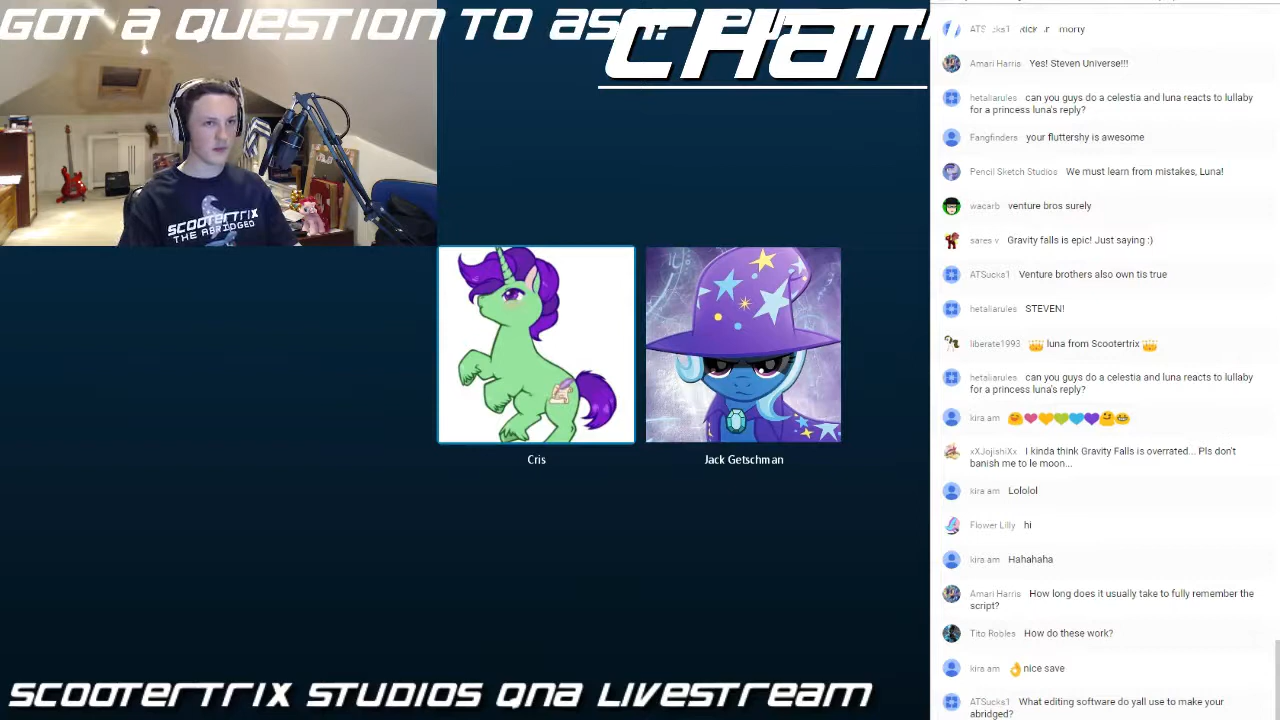 GOT A QUESTION TO AS
CHAT
SCOOTERTRIX
THE ABRIDGED
Cris
Jack Getschman
SCOOTERTRIX STUDIOS QNA LIVESTREAM
morty
Amari Harris Yes! Steven Universe!!!
hetaliarules can you guys do a celestia and luna reacts to lullaby
for a princess luna's reply?
Fangfinders your fluttershy is awesome
Pencil Sketch Studios We must learn from mistakes, Luna!
wacarb venture bros surely
sares v Gravity falls is epic! Just saying :)
ATSucks1 Venture brothers also own tis true
hetaliarules STEVEN!
liberate1993 👑 luna from Scootertrix 👑
hetaliarules can you guys do a celestia and luna reacts to lullaby
for a princess luna's reply?
kira am
xXJojishiXx I kinda think Gravity Falls is overrated... Pls don't
banish me to le moon...
kira am Lololol
Flower Lilly hi
kira am Hahahaha
Amari Harris How long does it usually take to fully remember the
script?
Tito Robles How do these work?
kira am 👌nice save
ATSucks1 What editing software do yall use to make your
abridged?